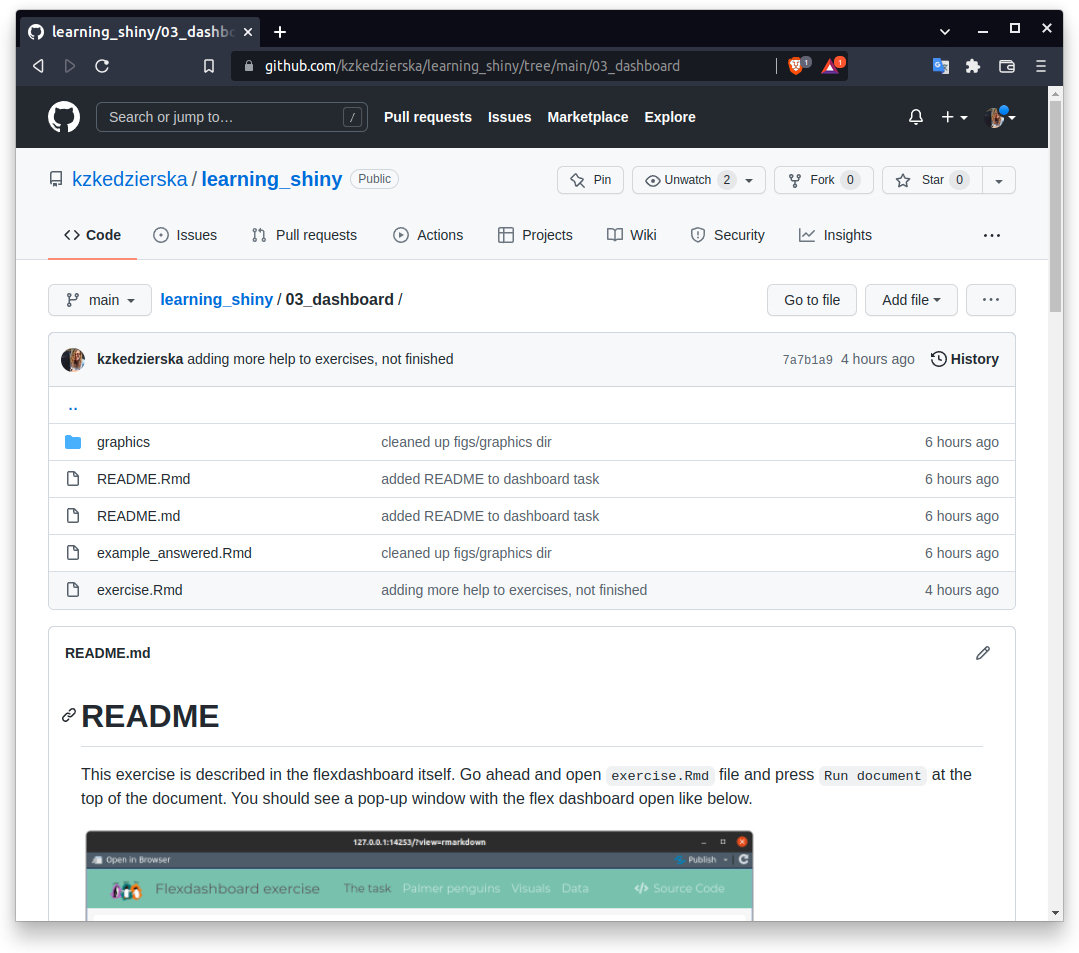 learning_shiny/03_dashbo
github.com/kzkedzierska/learning_shiny/tree/main/03_dashboard 1 1
Search or jump to… / Pull requests Issues Marketplace Explore
kzkedzierska / learning_shiny Public Pin Unwatch 2 Fork 0 Star 0
Code Issues Pull requests Actions Projects Wiki Security Insights
main learning_shiny / 03_dashboard / Go to file Add file
kzkedzierska adding more help to exercises, not finished 7a7b1a9 4 hours ago History
..
graphics cleaned up figs/graphics dir 6 hours ago
README.Rmd added README to dashboard task 6 hours ago
README.md added README to dashboard task 6 hours ago
example_answered.Rmd cleaned up figs/graphics dir 6 hours ago
exercise.Rmd adding more help to exercises, not finished 4 hours ago
README.md
README
This exercise is described in the flexdashboard itself. Go ahead and open exercise.Rmd file and press Run document at the
top of the document. You should see a pop-up window with the flex dashboard open like below.
127.0.0.1:14253/?view=rmarkdown
Open in Browser Publish
Flexdashboard exercise The task Palmer penguins Visuals Data Source Code